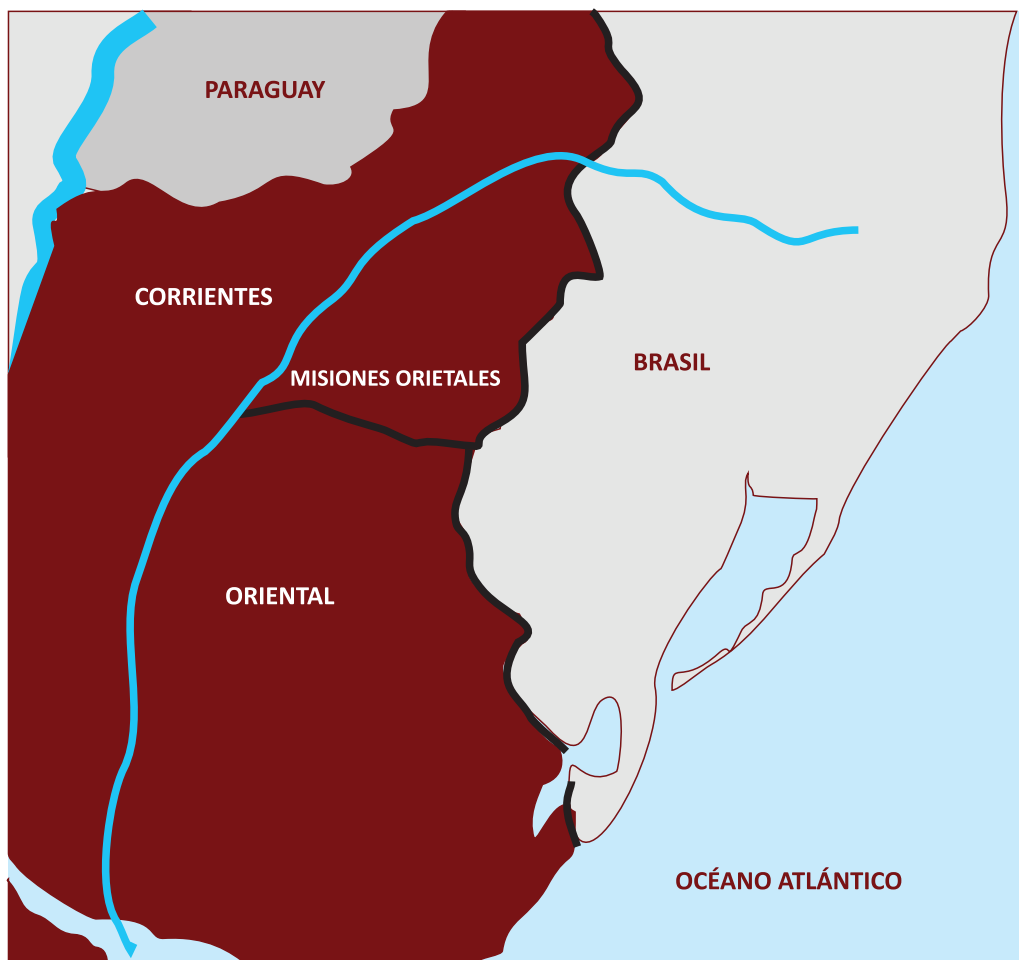 PARAGUAY
CORRIENTES
MISIONES ORIETALES
BRASIL
ORIENTAL
OCÉANO ATLÁNTICO